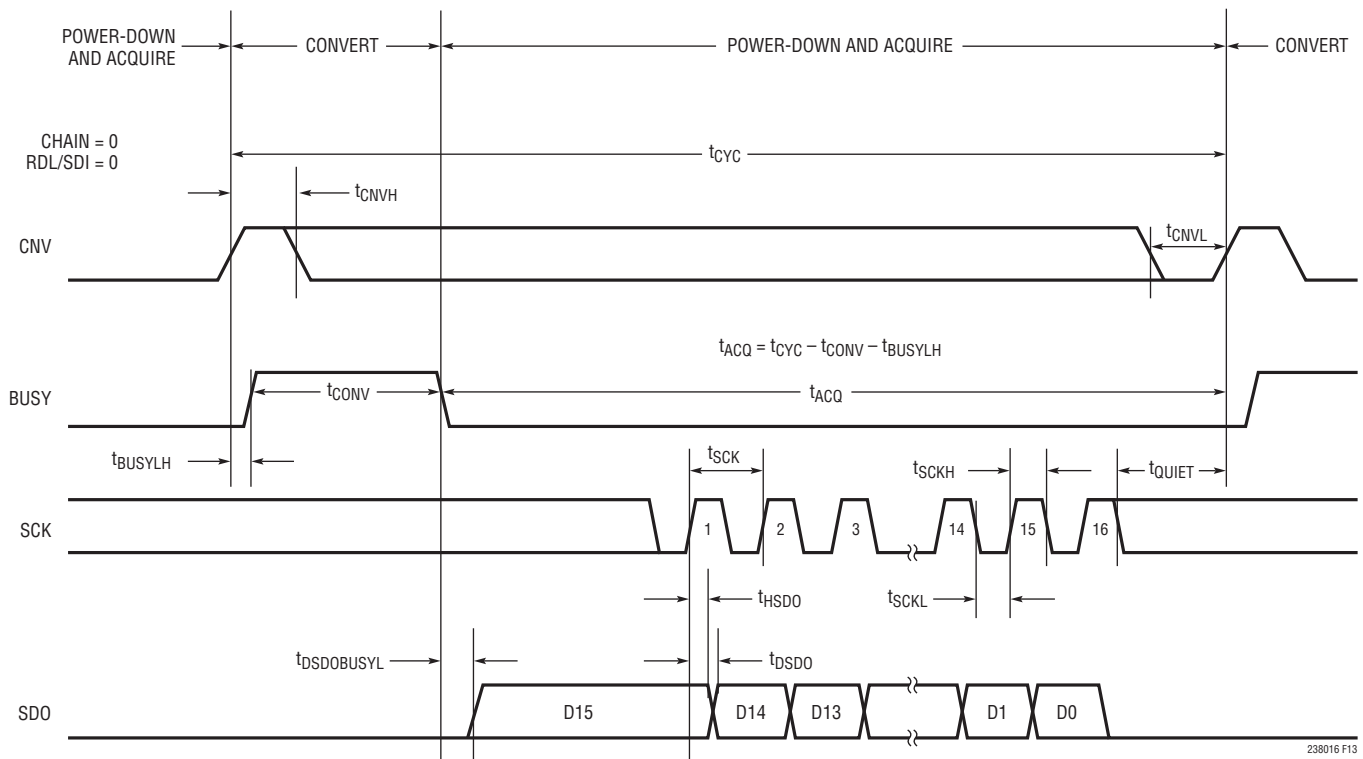 POWER-DOWN
AND ACQUIRE
CONVERT
POWER-DOWN AND ACQUIRE
CONVERT
CHAIN = 0
RDL/SDI = 0
tCYC
tCNVH
CNV
tCNVL
tACQ = tCYC – tCONV – tBUSYLH
BUSY
tCONV
tACQ
tBUSYLH
tSCK
tSCKH
tQUIET
SCK
1
2
3
14
15
16
tHSDO
tSCKL
tDSDOBUSYL
tDSDO
SDO
D15
D14
D13
D1
D0
238016 F13